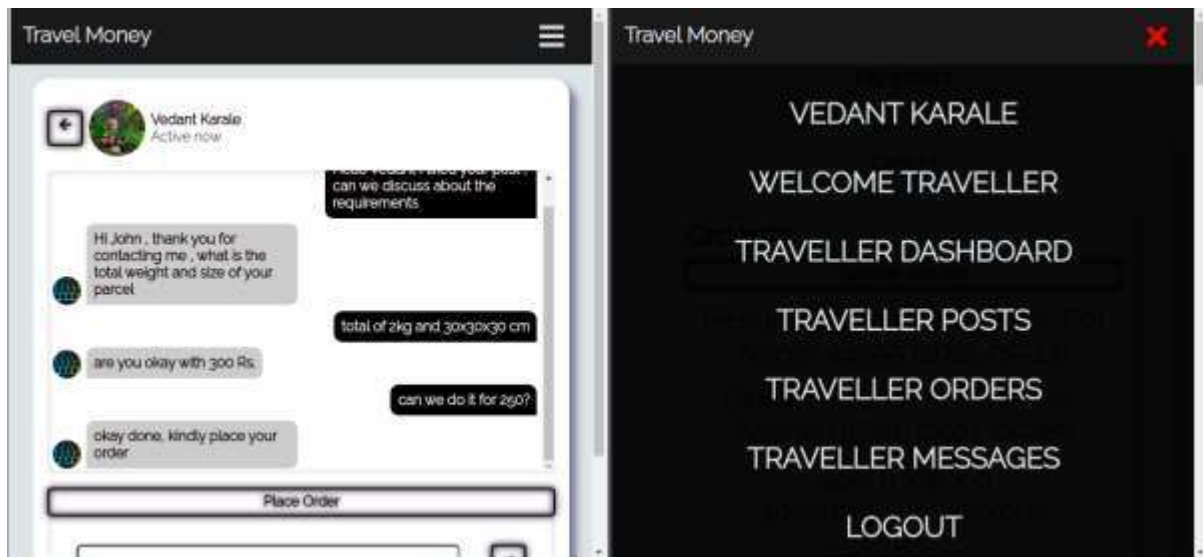 Travel Money
Vedant Karale
Active now
can we discuss about the
requirements
Hi John , thank you for
contacting me , what is the
total weight and size of your
parcel
total of 2kg and 30x30x30 cm
are you okay with 300 Rs.
can we do it for 250?
okay done, kindly place your
order
Place Order
Travel Money
VEDANT KARALE
WELCOME TRAVELLER
TRAVELLER DASHBOARD
TRAVELLER POSTS
TRAVELLER ORDERS
TRAVELLER MESSAGES
LOGOUT